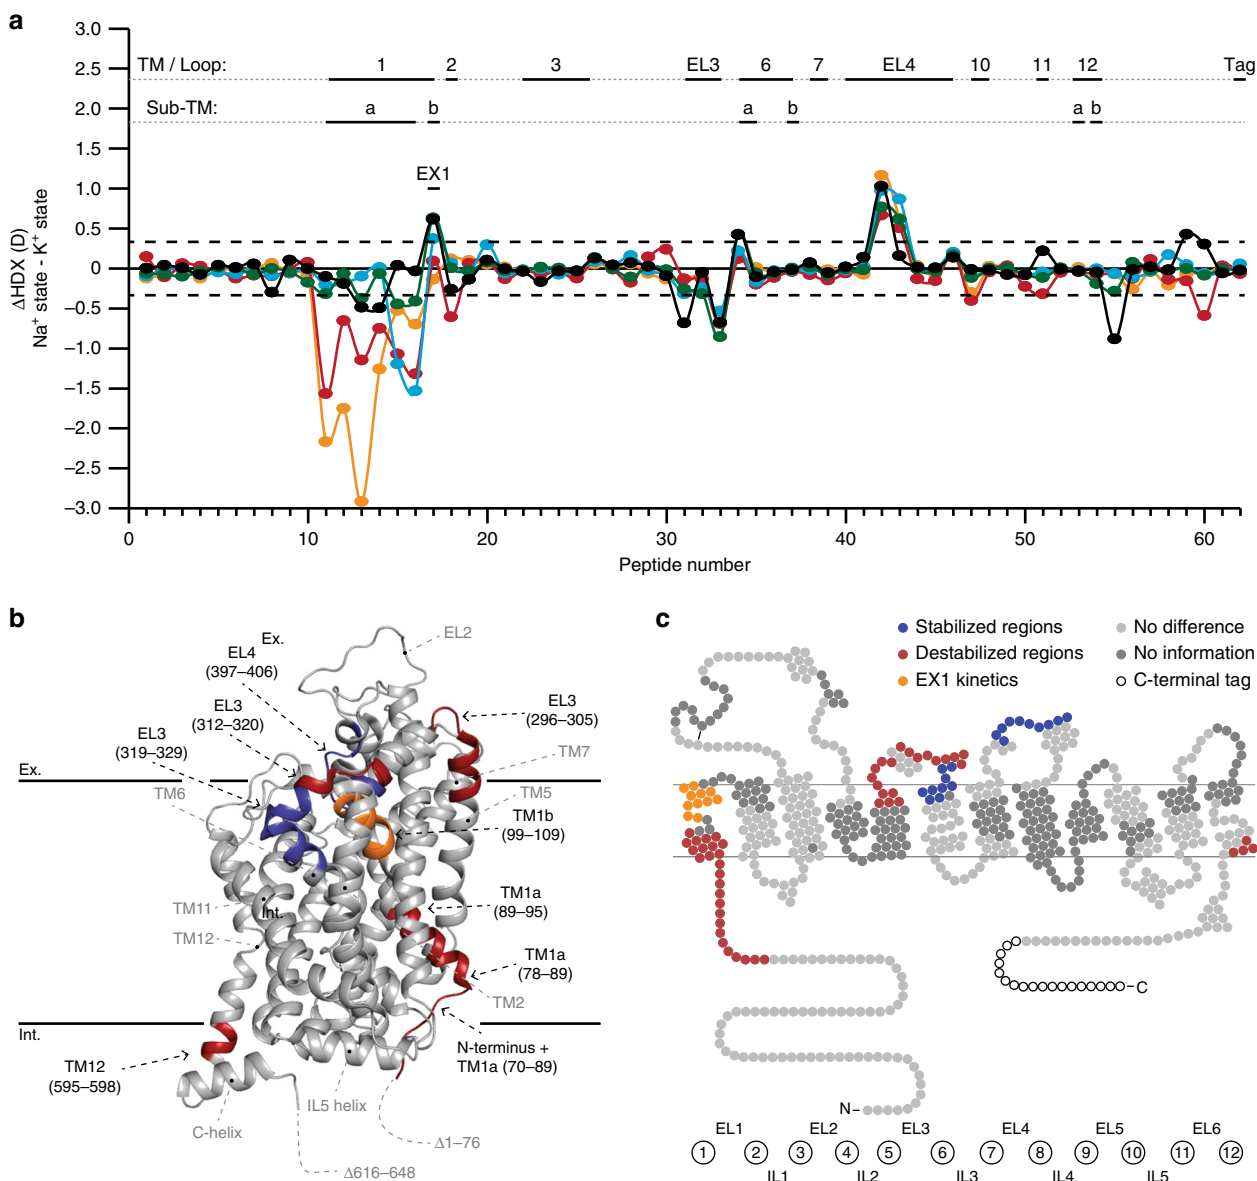 a
3.0
2.5
2.0
1.5
1.0
0.5
0
–0.5
–1.0
–1.5
–2.0
–2.5
–3.0
ΔHDX (D)
Na⁺ state - K⁺ state
TM / Loop: 1 2 3 EL3 6 7 EL4 10 11 12 Tag
Sub-TM: a b a b a b
EX1
0 10 20 30 40 50 60
Peptide number
b
Ex.
EL2
EL4
(397–406)
EL3
(312–320)
EL3
(296–305)
EL3
(319–329)
TM7
Ex.
TM6
TM5
TM1b
(99–109)
TM1a
(89–95)
TM11
Int.
TM12
TM1a
(78–89)
TM2
Int.
N-terminus +
TM1a (70–89)
TM12
(595–598)
IL5 helix
C-helix
Δ1–76
Δ616–648
c
Stabilized regions
Destabilized regions
EX1 kinetics
No difference
No information
C-terminal tag
C
N
EL1 EL2 EL3 EL4 EL5 EL6
1 2 3 4 5 6 7 8 9 10 11 12
IL1 IL2 IL3 IL4 IL5